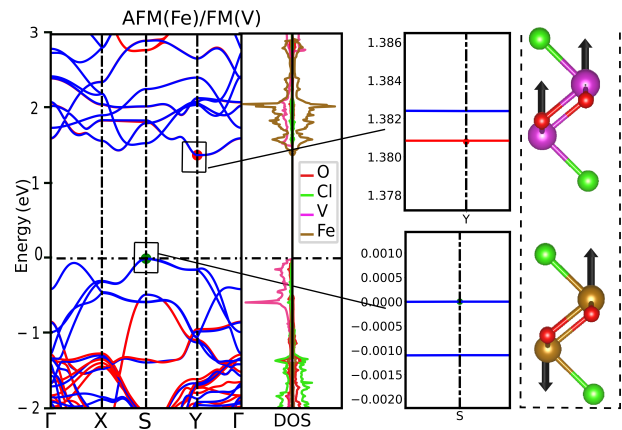 AFM(Fe)/FM(V)
Energy (eV)
3
2
1
0
−1
−2
Γ X S Y Γ
DOS
O
Cl
V
Fe
1.386
1.384
1.382
1.380
1.378
Y
0.0010
0.0005
0.0000
−0.0005
−0.0010
−0.0015
−0.0020
S